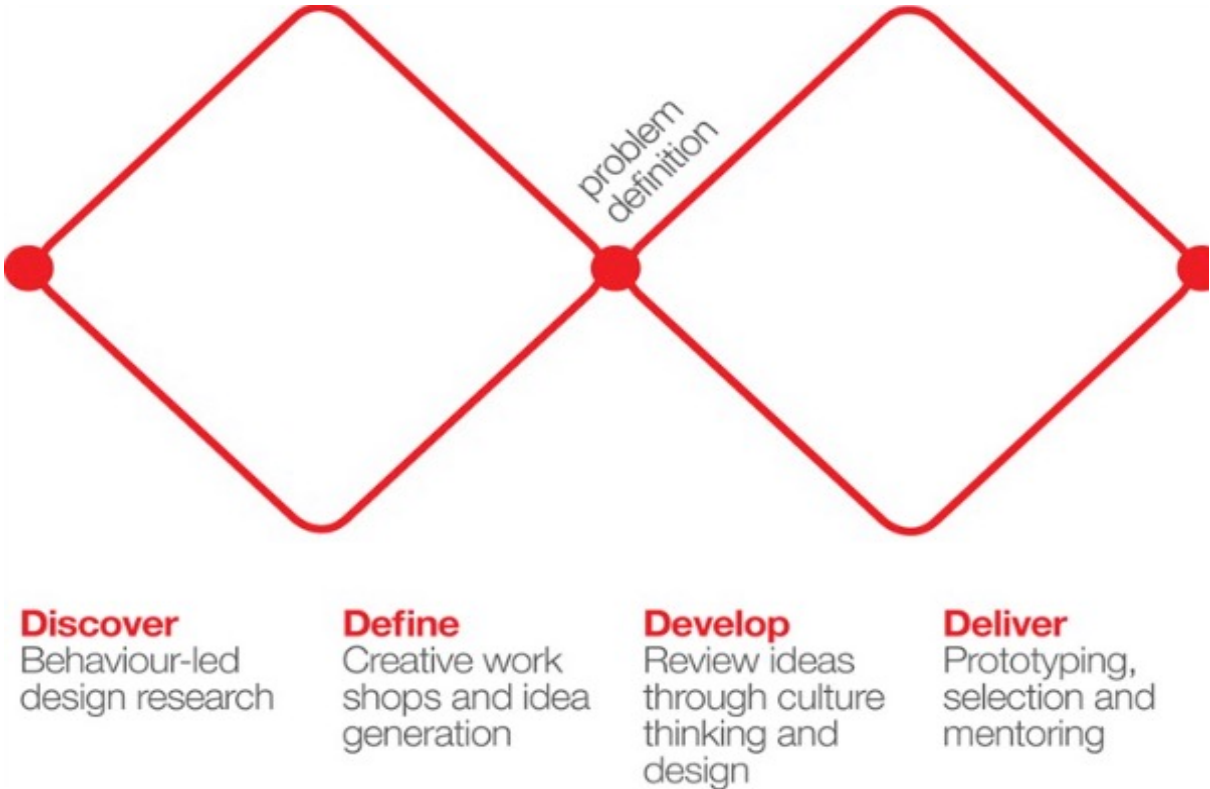 problem
definition
Discover
Behaviour-led
design research
Define
Creative work
shops and idea
generation
Develop
Review ideas
through culture
thinking and
design
Deliver
Prototyping,
selection and
mentoring